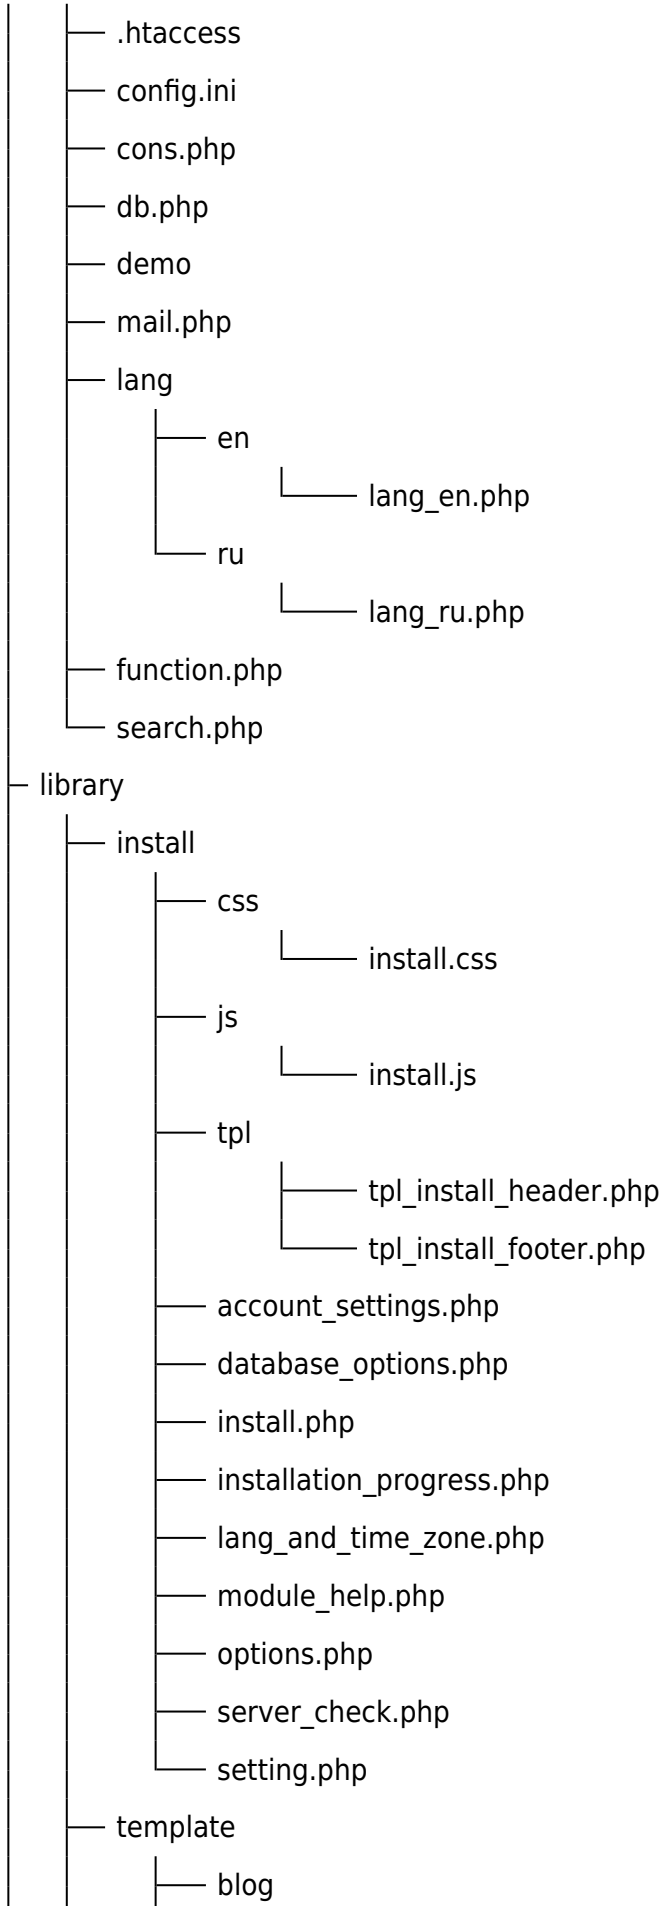 .htaccess
config.ini
cons.php
db.php
demo
mail.php
lang
en
lang_en.php
ru
lang_ru.php
function.php
search.php
library
install
css
install.css
js
install.js
tpl
tpl_install_header.php
tpl_install_footer.php
account_settings.php
database_options.php
install.php
installation_progress.php
lang_and_time_zone.php
module_help.php
options.php
server_check.php
setting.php
template
blog